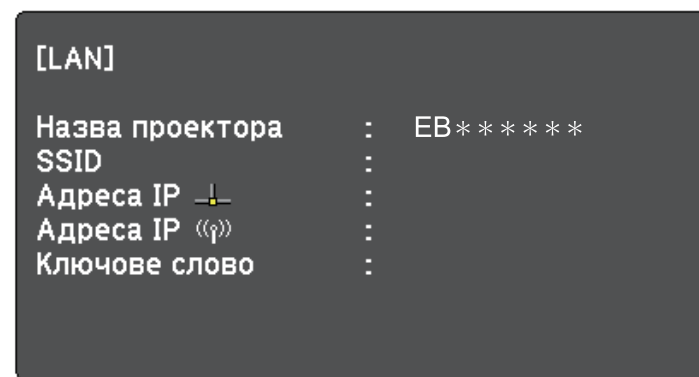 [LAN]
Назва проектора : EB******
SSID :
Адреса IP :
Адреса IP :
Ключове слово :